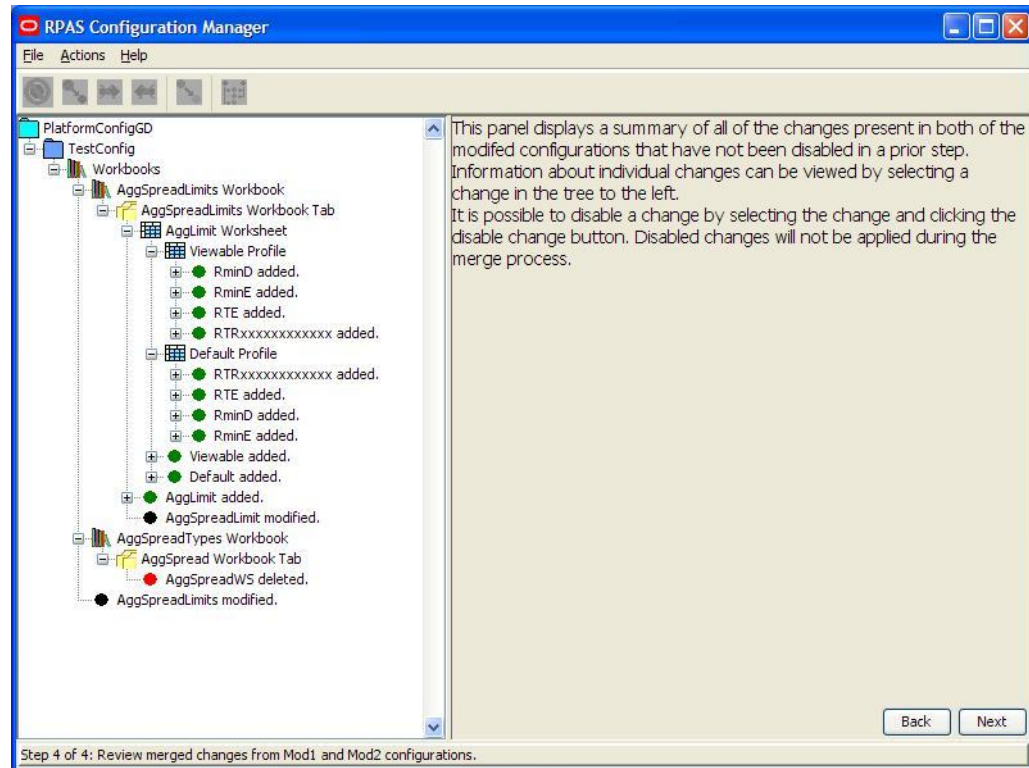 RPAS Configuration Manager
File Actions Help
PlatformConfigGD
TestConfig
Workbooks
AggSpreadLimits Workbook
AggSpreadLimits Workbook Tab
AggLimit Worksheet
Viewable Profile
RminD added.
RminE added.
RTE added.
RTRxxxxxxxxxxxx added.
Default Profile
RTRxxxxxxxxxxxx added.
RTE added.
RminD added.
RminE added.
Viewable added.
Default added.
AggLimit added.
AggSpreadLimit modified.
AggSpreadTypes Workbook
AggSpread Workbook Tab
AggSpreadWS deleted.
AggSpreadLimits modified.
This panel displays a summary of all of the changes present in both of the
modifed configurations that have not been disabled in a prior step.
Information about individual changes can be viewed by selecting a
change in the tree to the left.
It is possible to disable a change by selecting the change and clicking the
disable change button. Disabled changes will not be applied during the
merge process.
Back Next
Step 4 of 4: Review merged changes from Mod1 and Mod2 configurations.